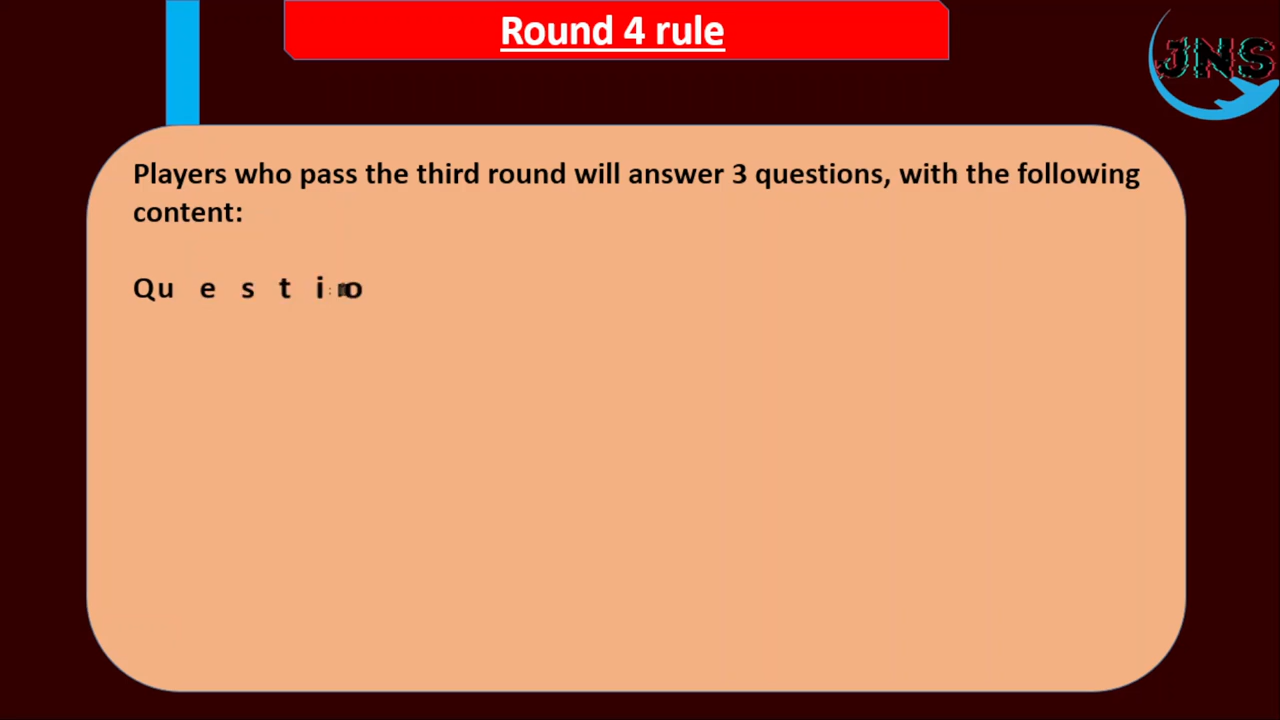 Round 4 rule
JNS
Players who pass the third round will answer 3 questions, with the following
content: